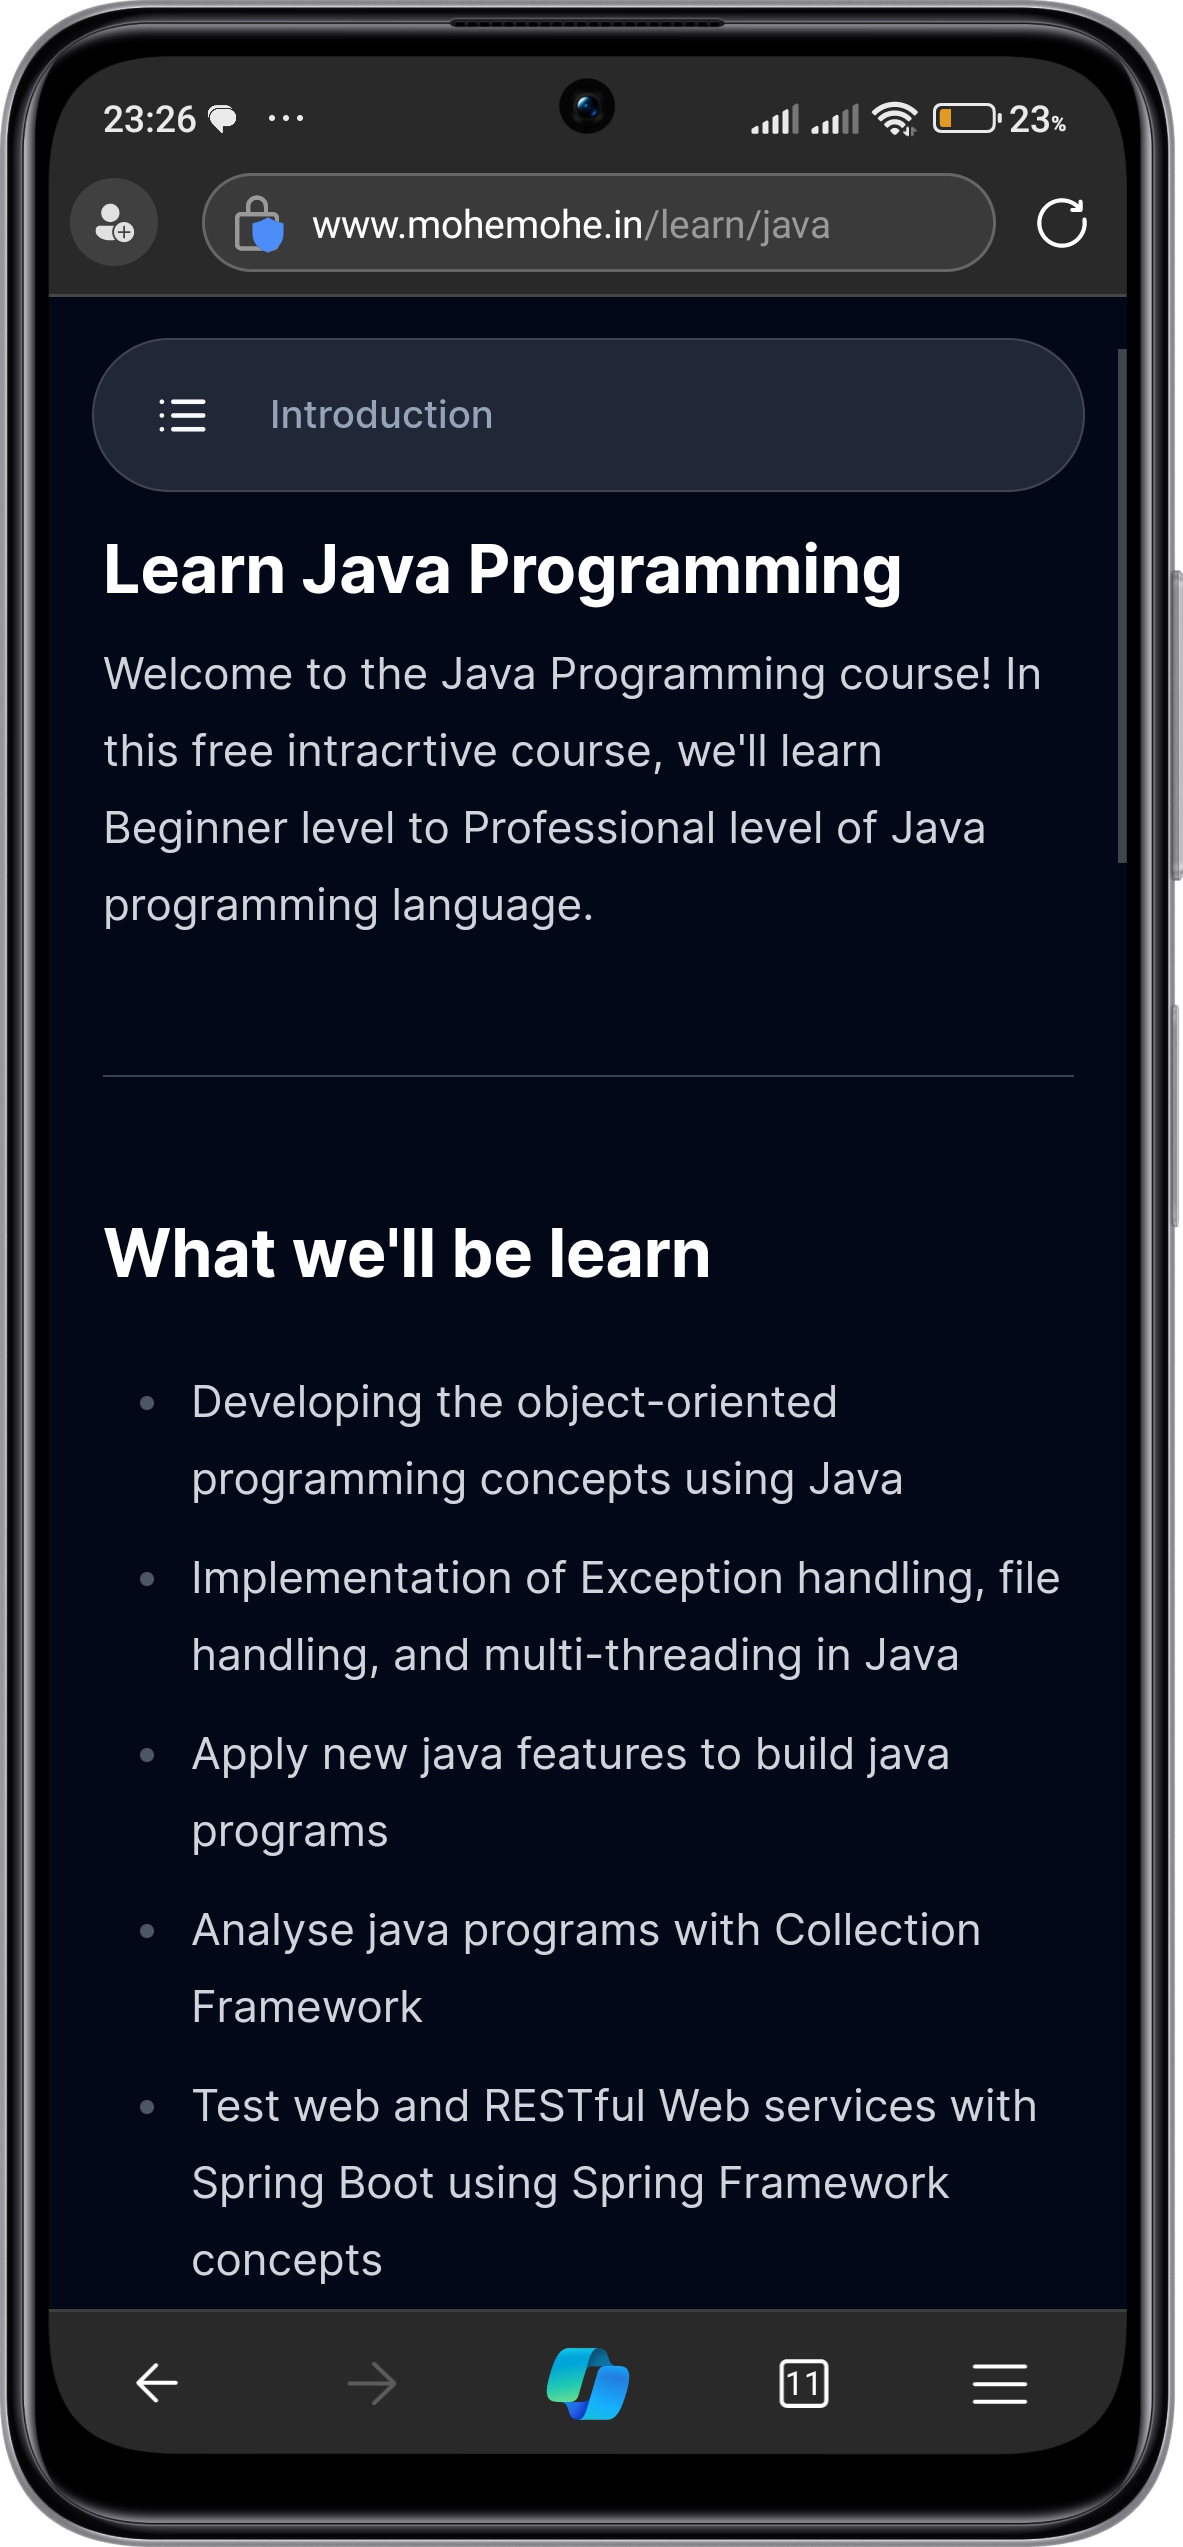 23:26 ... 23%
www.mohemohe.in/learn/java
Introduction
Learn Java Programming
Welcome to the Java Programming course! In
this free intracrtive course, we'll learn
Beginner level to Professional level of Java
programming language.
What we'll be learn
• Developing the object-oriented
programming concepts using Java
• Implementation of Exception handling, file
handling, and multi-threading in Java
• Apply new java features to build java
programs
• Analyse java programs with Collection
Framework
• Test web and RESTful Web services with
Spring Boot using Spring Framework
concepts
11